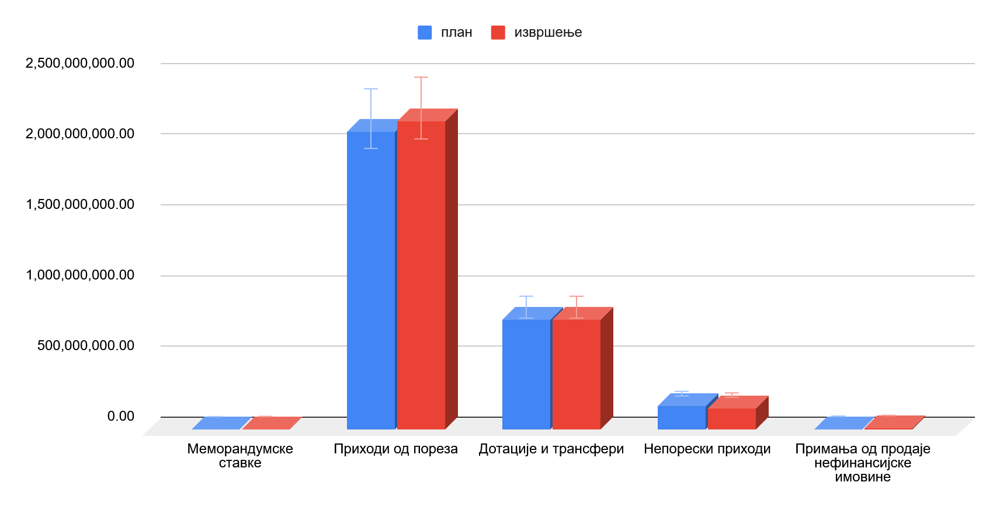 план извршење
2,500,000,000.00
2,000,000,000.00
1,500,000,000.00
1,000,000,000.00
500,000,000.00
0.00
Меморандумске
ставке
Приходи од пореза
Дотације и трансфери
Непорески приходи
Примања од продаје
нефинансијске
имовине